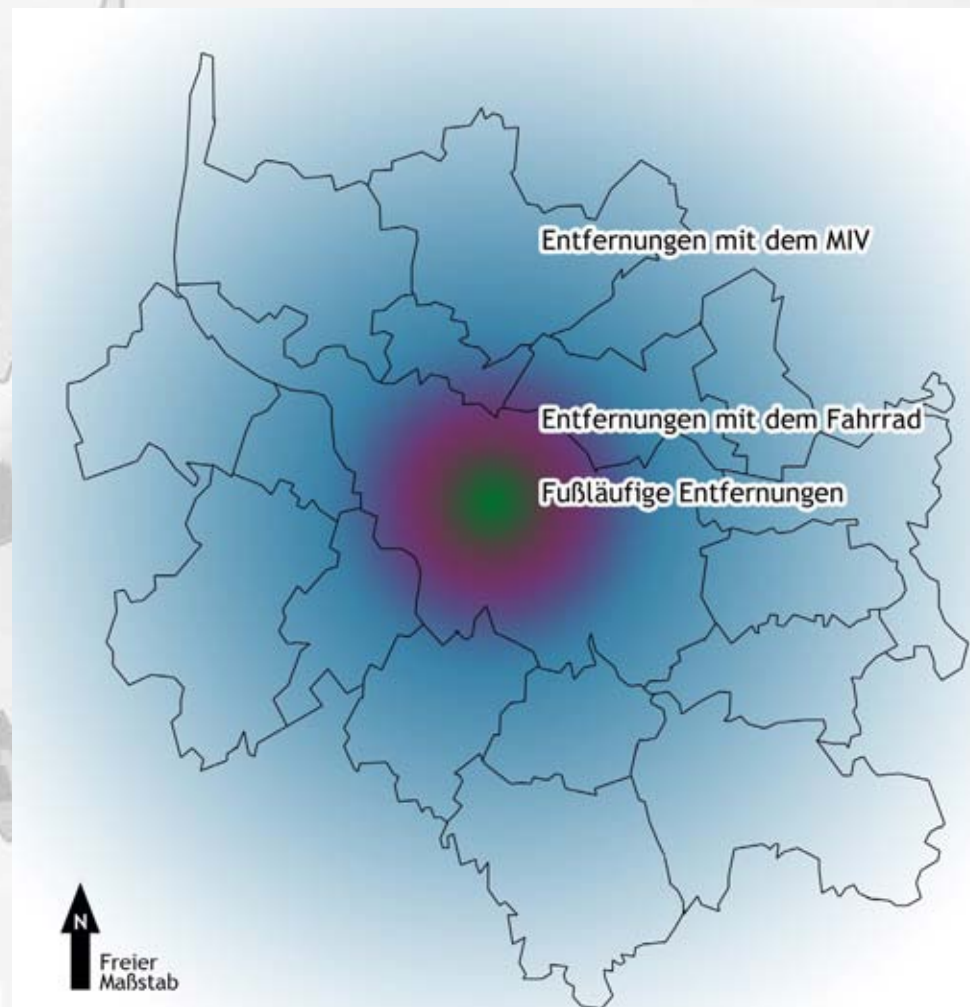 Entfernungen mit dem MIV
Entfernungen mit dem Fahrrad
Fußläufige Entfernungen
N
Freier
Maßstab